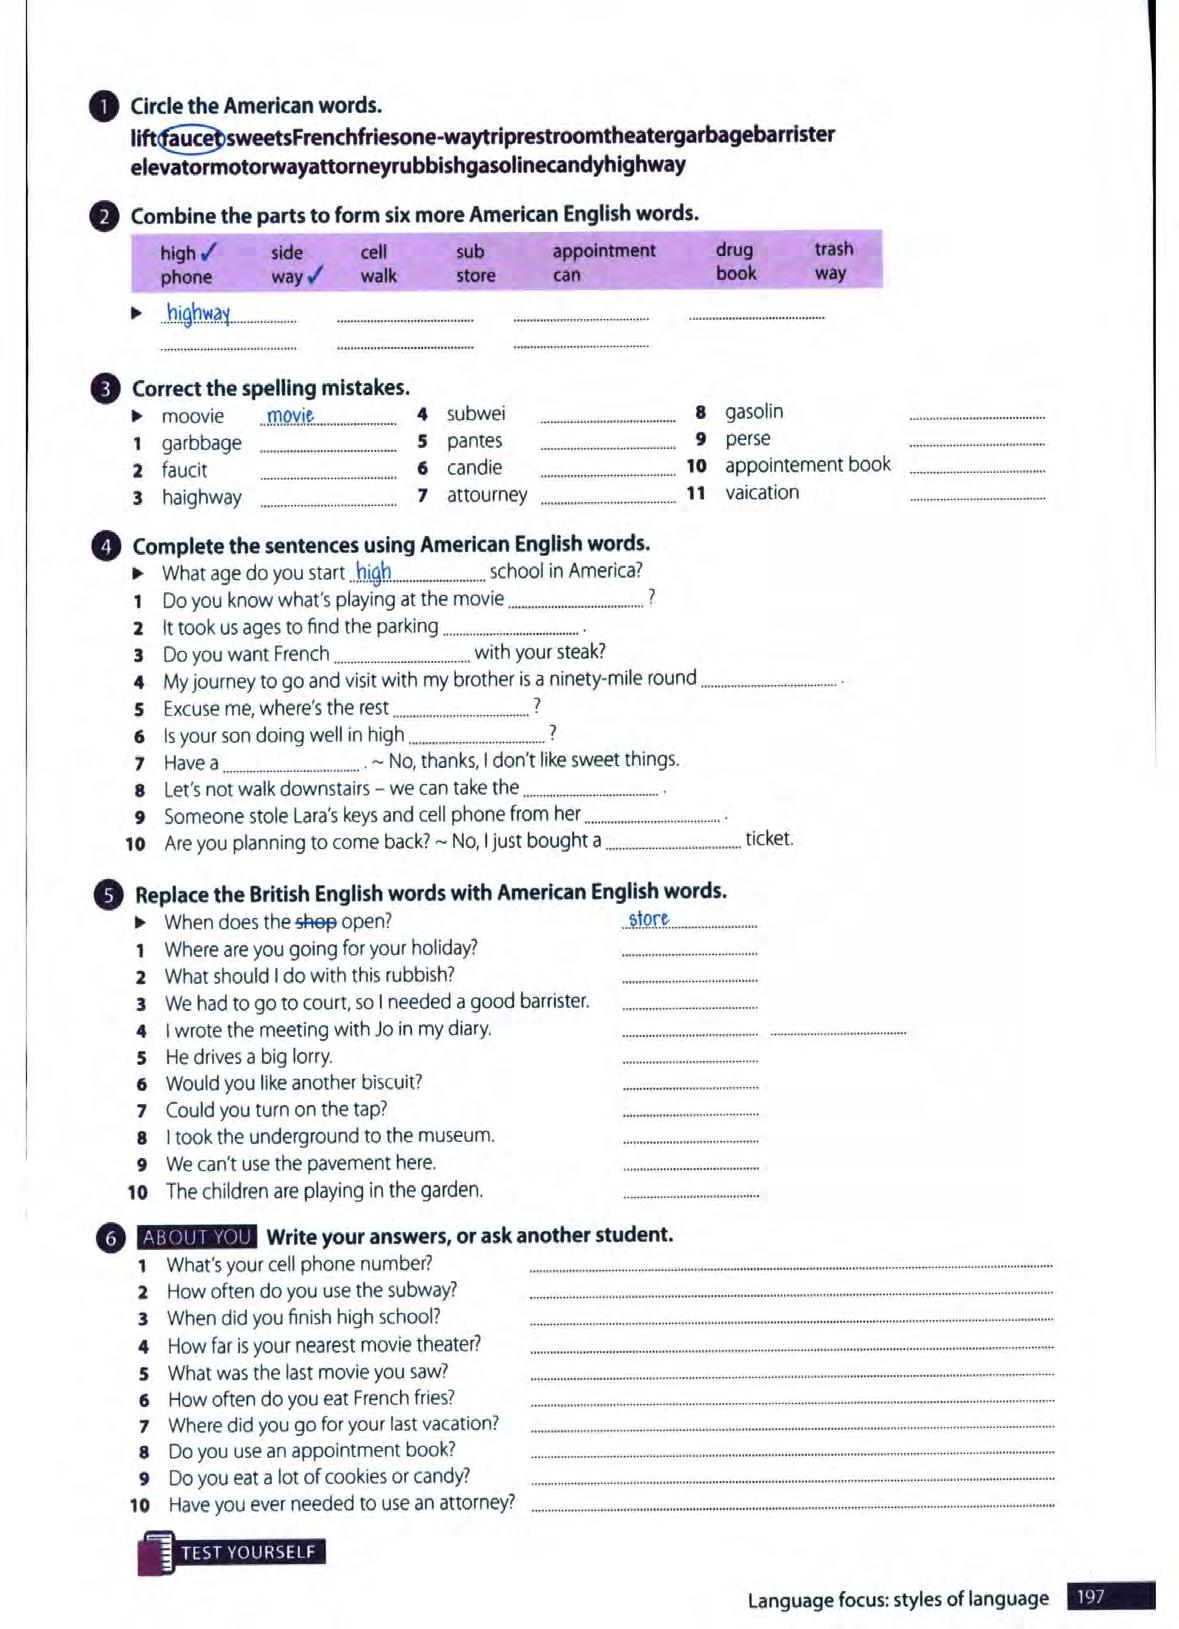 1 Circle the American words.
liftfaucetsweetsFrenchfriesone-waytriprestroomtheatergarbagebarrister
elevatormotorwayattorneyrubbishgasolinecandyhighway
2 Combine the parts to form six more American English words.
high ✓ side cell sub appointment drug trash
phone way ✓ walk store can book way
► highway
3 Correct the spelling mistakes.
► moovie movie 4 subwei 8 gasolin
1 garbbage 5 pantes 9 perse
2 faucit 6 candie 10 appointement book
3 haighway 7 attourney 11 vaication
4 Complete the sentences using American English words.
► What age do you start high school in America?
1 Do you know what's playing at the movie ?
2 It took us ages to find the parking .
3 Do you want French with your steak?
4 My journey to go and visit with my brother is a ninety-mile round .
5 Excuse me, where's the rest ?
6 Is your son doing well in high ?
7 Have a . ~ No, thanks, I don't like sweet things.
8 Let's not walk downstairs – we can take the .
9 Someone stole Lara's keys and cell phone from her .
10 Are you planning to come back? ~ No, I just bought a ticket.
5 Replace the British English words with American English words.
► When does the shop open? store
1 Where are you going for your holiday?
2 What should I do with this rubbish?
3 We had to go to court, so I needed a good barrister.
4 I wrote the meeting with Jo in my diary.
5 He drives a big lorry.
6 Would you like another biscuit?
7 Could you turn on the tap?
8 I took the underground to the museum.
9 We can't use the pavement here.
10 The children are playing in the garden.
6 ABOUT YOU Write your answers, or ask another student.
1 What's your cell phone number?
2 How often do you use the subway?
3 When did you finish high school?
4 How far is your nearest movie theater?
5 What was the last movie you saw?
6 How often do you eat French fries?
7 Where did you go for your last vacation?
8 Do you use an appointment book?
9 Do you eat a lot of cookies or candy?
10 Have you ever needed to use an attorney?
TEST YOURSELF
Language focus: styles of language 197